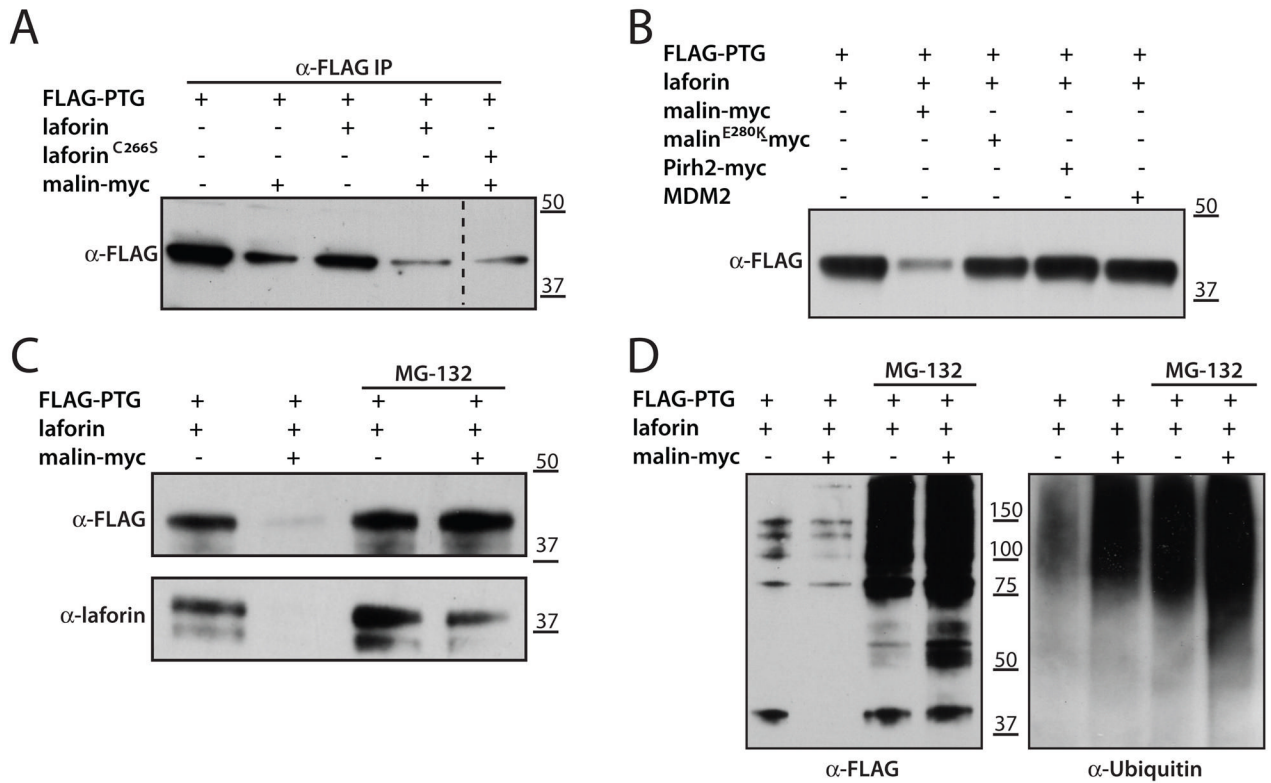 A
α-FLAG IP
FLAG-PTG + + + + +
laforin - - + + -
laforin C266S - - - - +
malin-myc - + - + +
50
α-FLAG
37
B
FLAG-PTG + + + + +
laforin + + + + +
malin-myc - + - - -
malinE280K-myc - - + - -
Pirh2-myc - - - + -
MDM2 - - - - +
50
α-FLAG
37
C
MG-132
FLAG-PTG + + + +
laforin + + + +
malin-myc - + - +
50
α-FLAG
37
α-laforin
37
D
MG-132 MG-132
FLAG-PTG + + + + + + + +
laforin + + + + + + + +
malin-myc - + - + - + - +
150
100
75
50
37
α-FLAG α-Ubiquitin